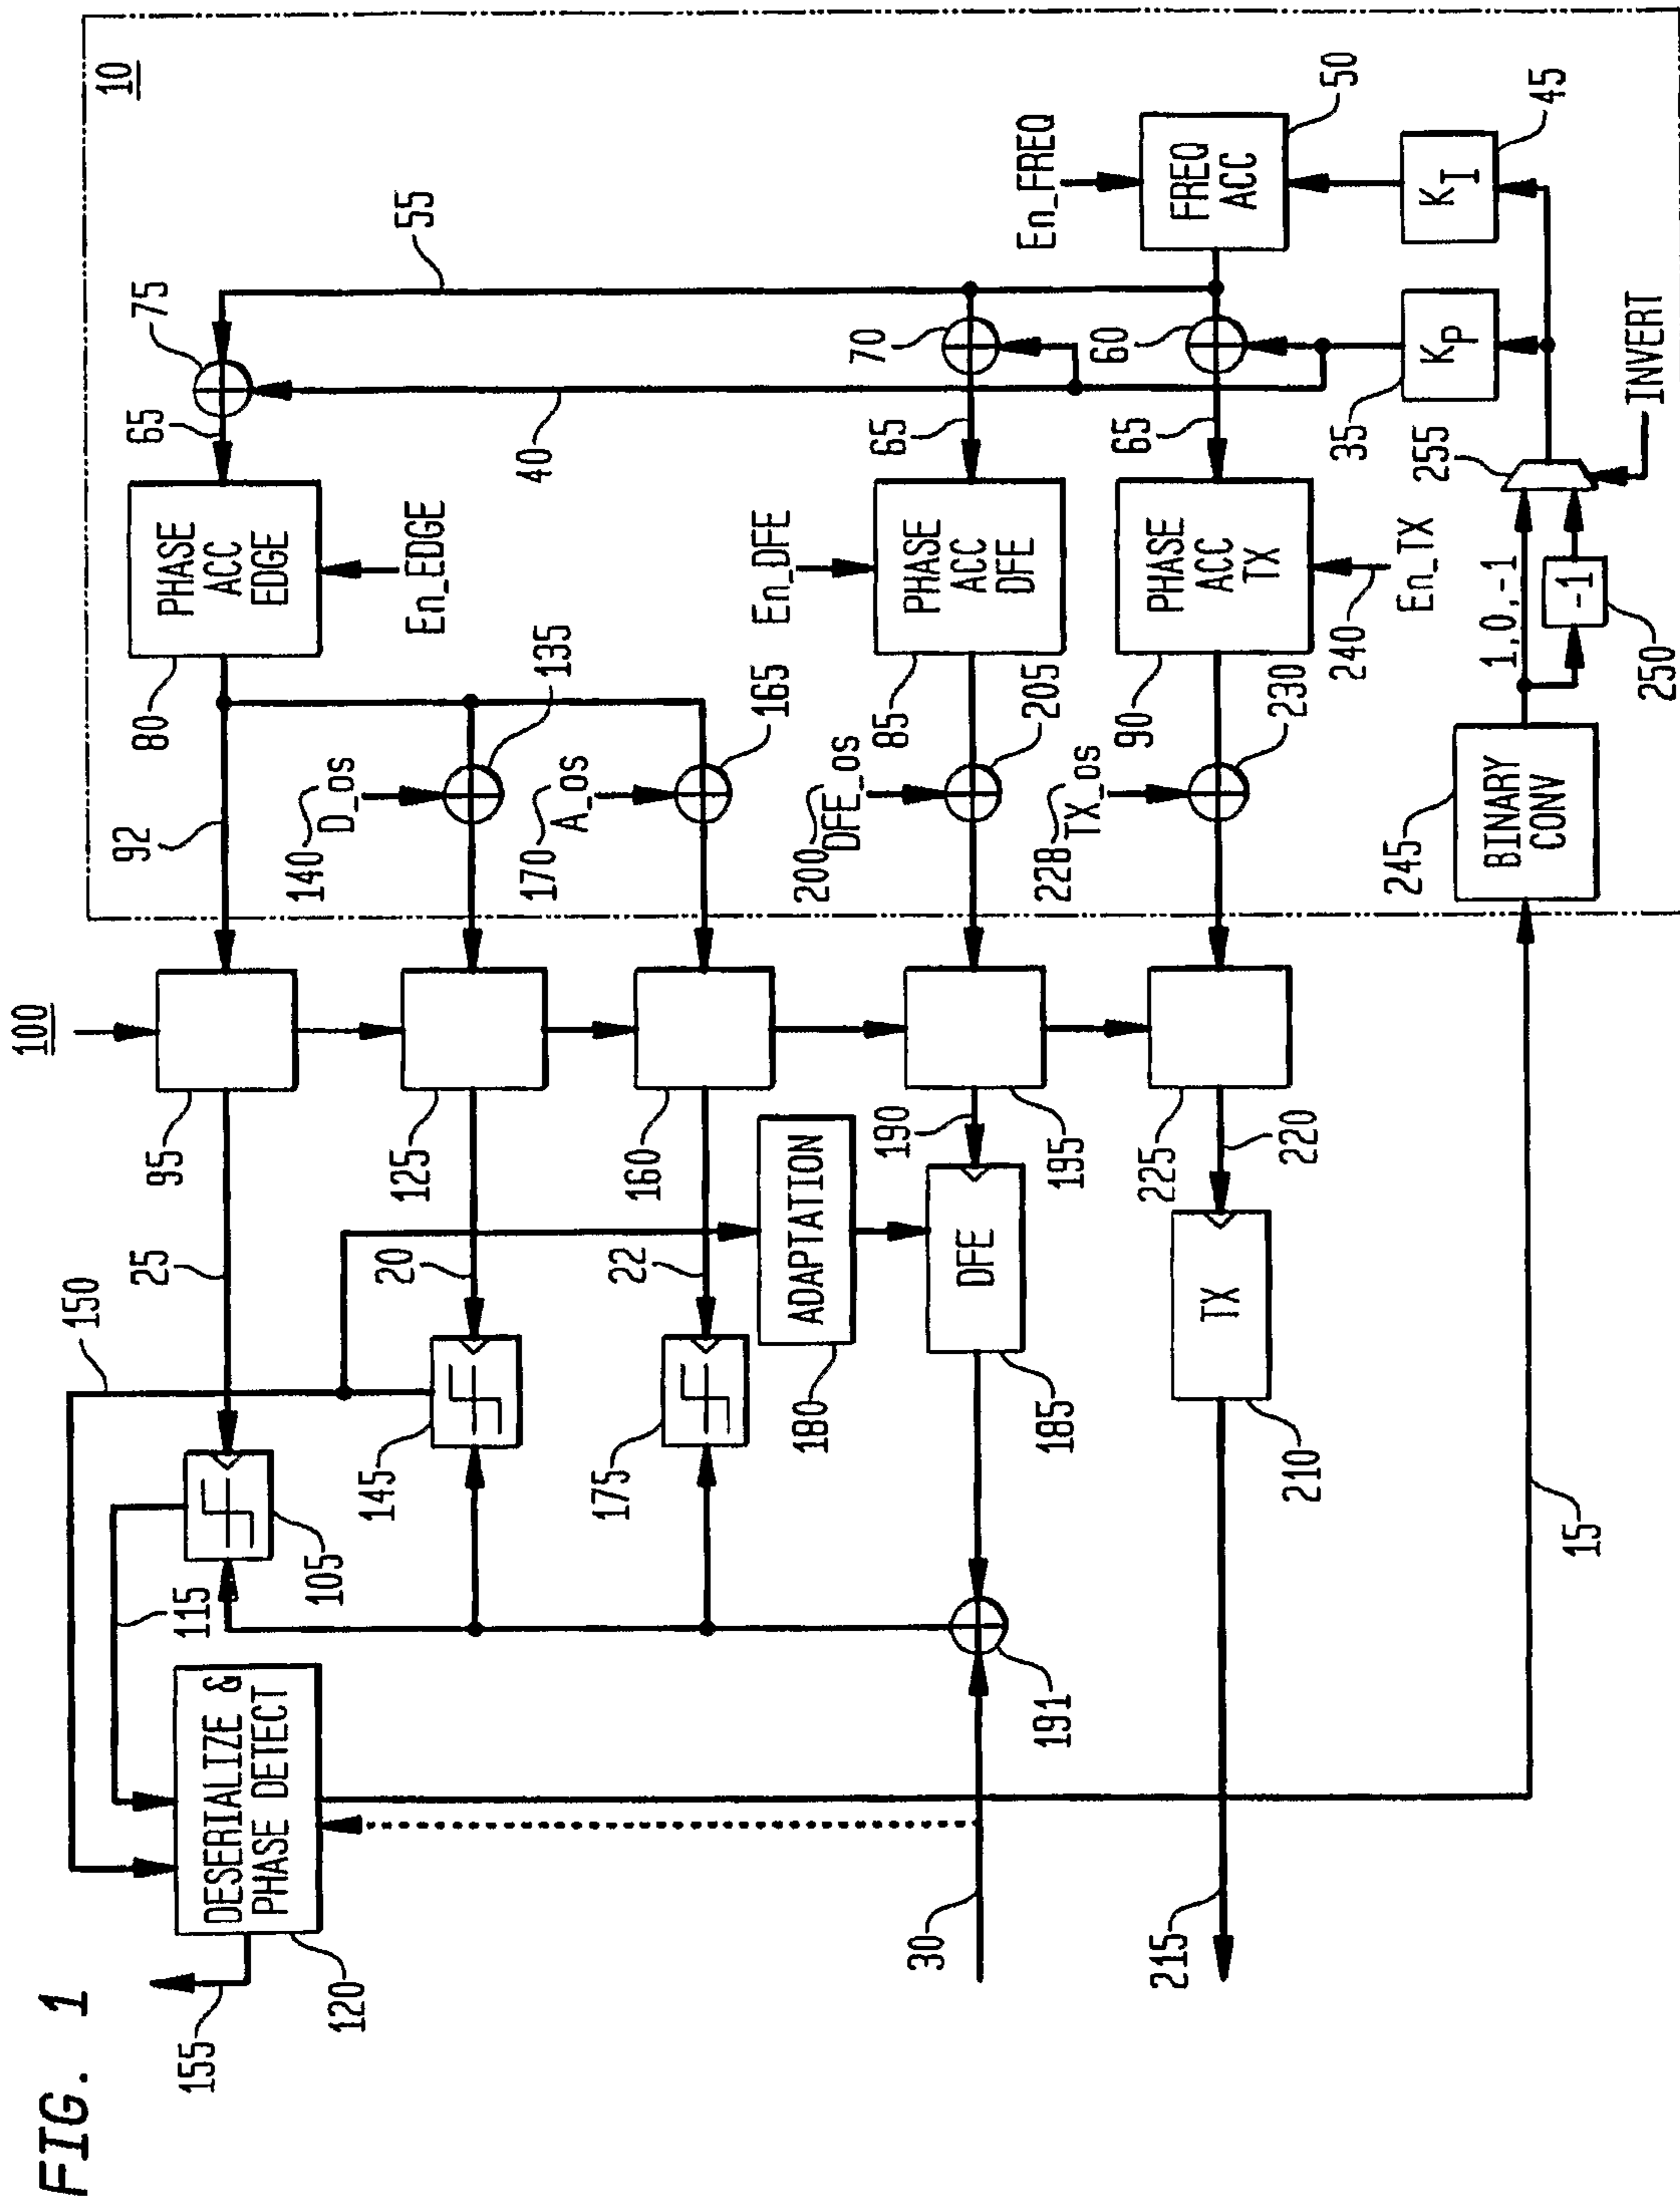 FIG. 1
10
100
155
120
DESERIALIZE &
PHASE DETECT
115
150
105
25
95
92
80
PHASE
ACC
EDGE
En_EDGE
65
75
55
40
145
20
125
140
D_os
135
175
22
160
170
A_os
165
180
ADAPTATION
30
191
185
DFE
190
195
200
DFE_os
205
85
PHASE
ACC
DFE
En_DFE
65
70
215
210
TX
220
225
228
TX_os
230
90
PHASE
ACC
TX
240
En_TX
65
60
En_FREQ
FREQ
ACC
50
15
245
BINARY
CONV
1,0,-1
-1
250
255
INVERT
35
KP
KI
45